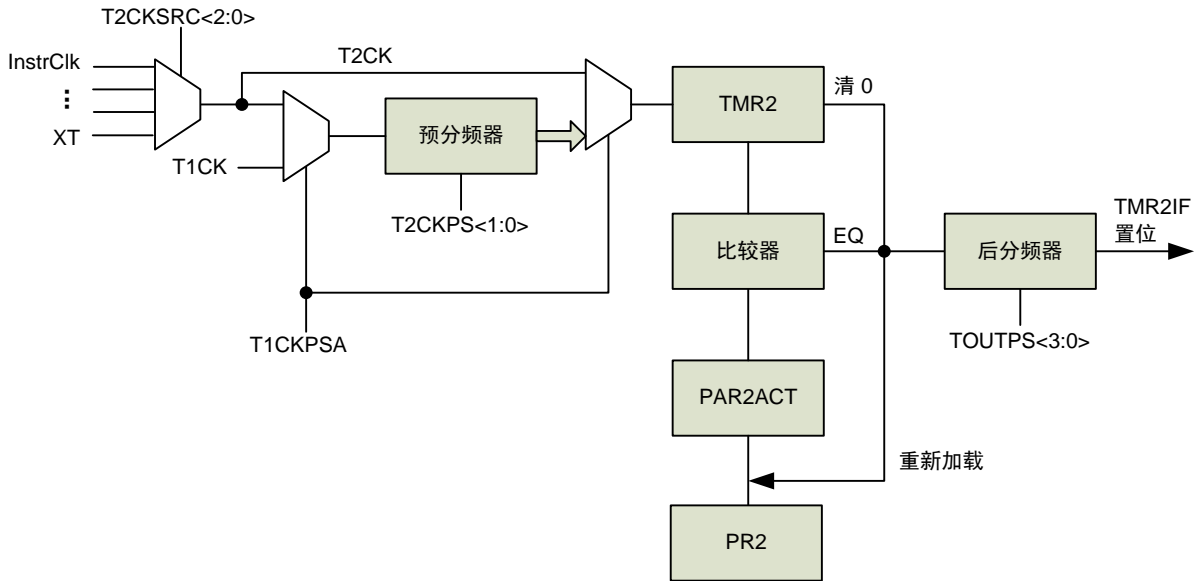 T2CKSRC<2:0>
InstrClk
XT
T2CK
T1CK
预分频器
T2CKPS<1:0>
T1CKPSA
TMR2
清 0
比较器
EQ
后分频器
TMR2IF
置位
TOUTPS<3:0>
PAR2ACT
重新加载
PR2